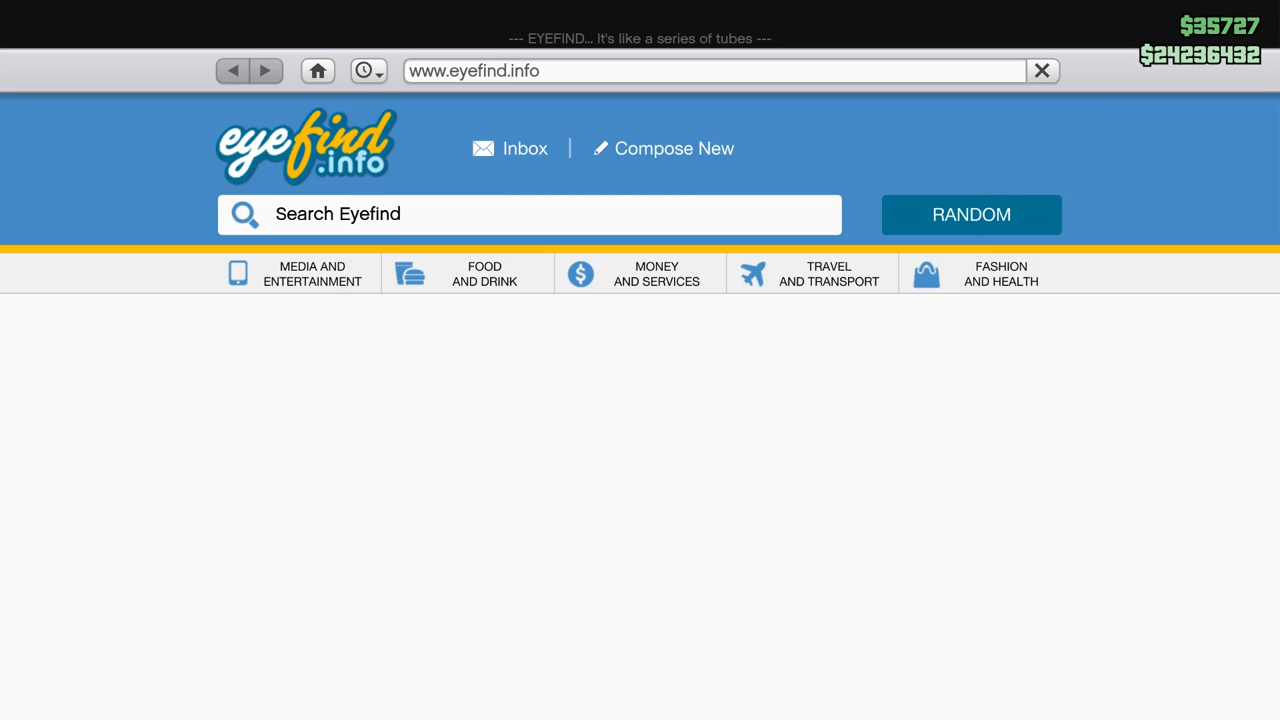 $35727
--- EYEFIND... It's like a series of tubes ---
$24236432
www.eyefind.info
eyefind
.info
Inbox | Compose New
Search Eyefind
RANDOM
MEDIA AND
ENTERTAINMENT
FOOD
AND DRINK
MONEY
AND SERVICES
TRAVEL
AND TRANSPORT
FASHION
AND HEALTH